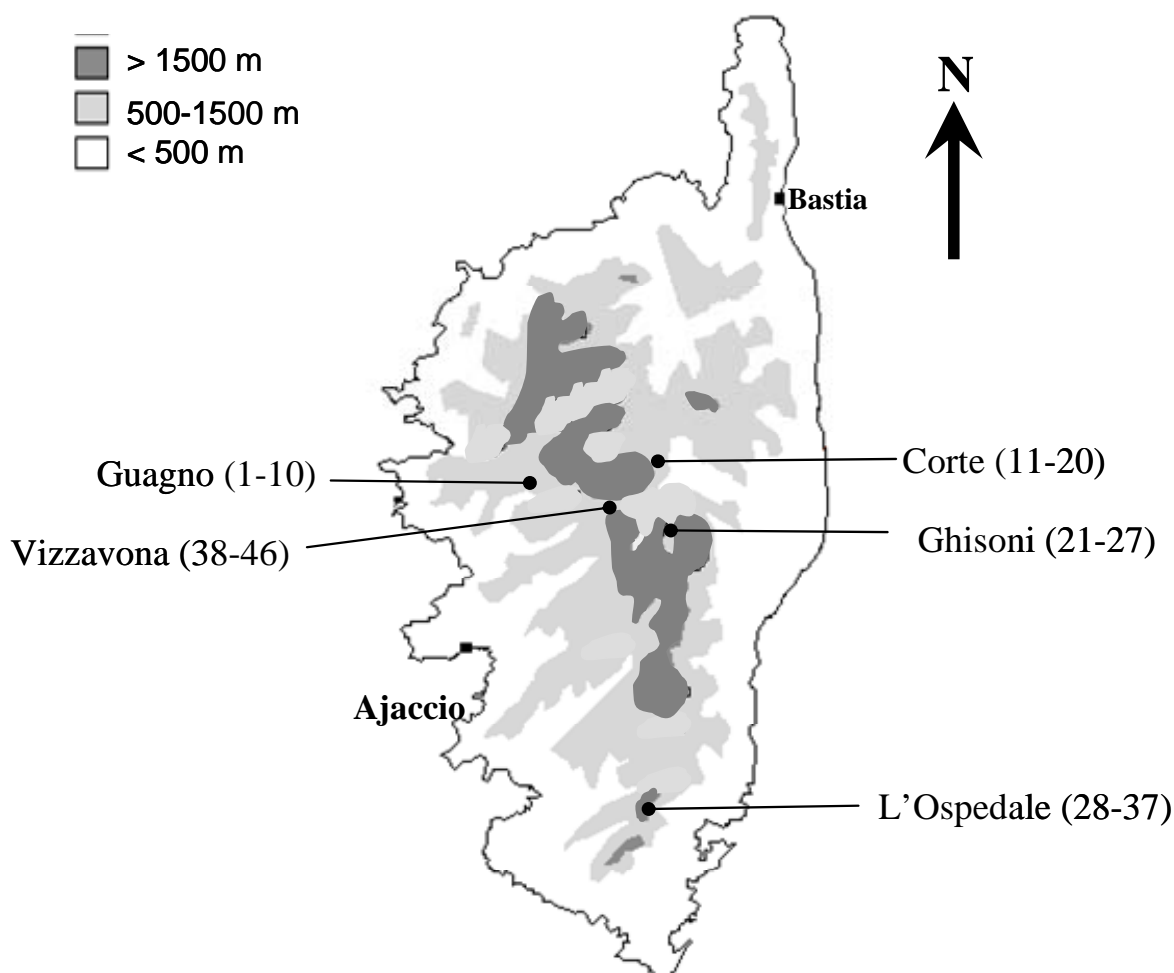 > 1500 m
500-1500 m
< 500 m
N
Bastia
Guagno (1-10)
Corte (11-20)
Vizzavona (38-46)
Ghisoni (21-27)
Ajaccio
L’Ospedale (28-37)